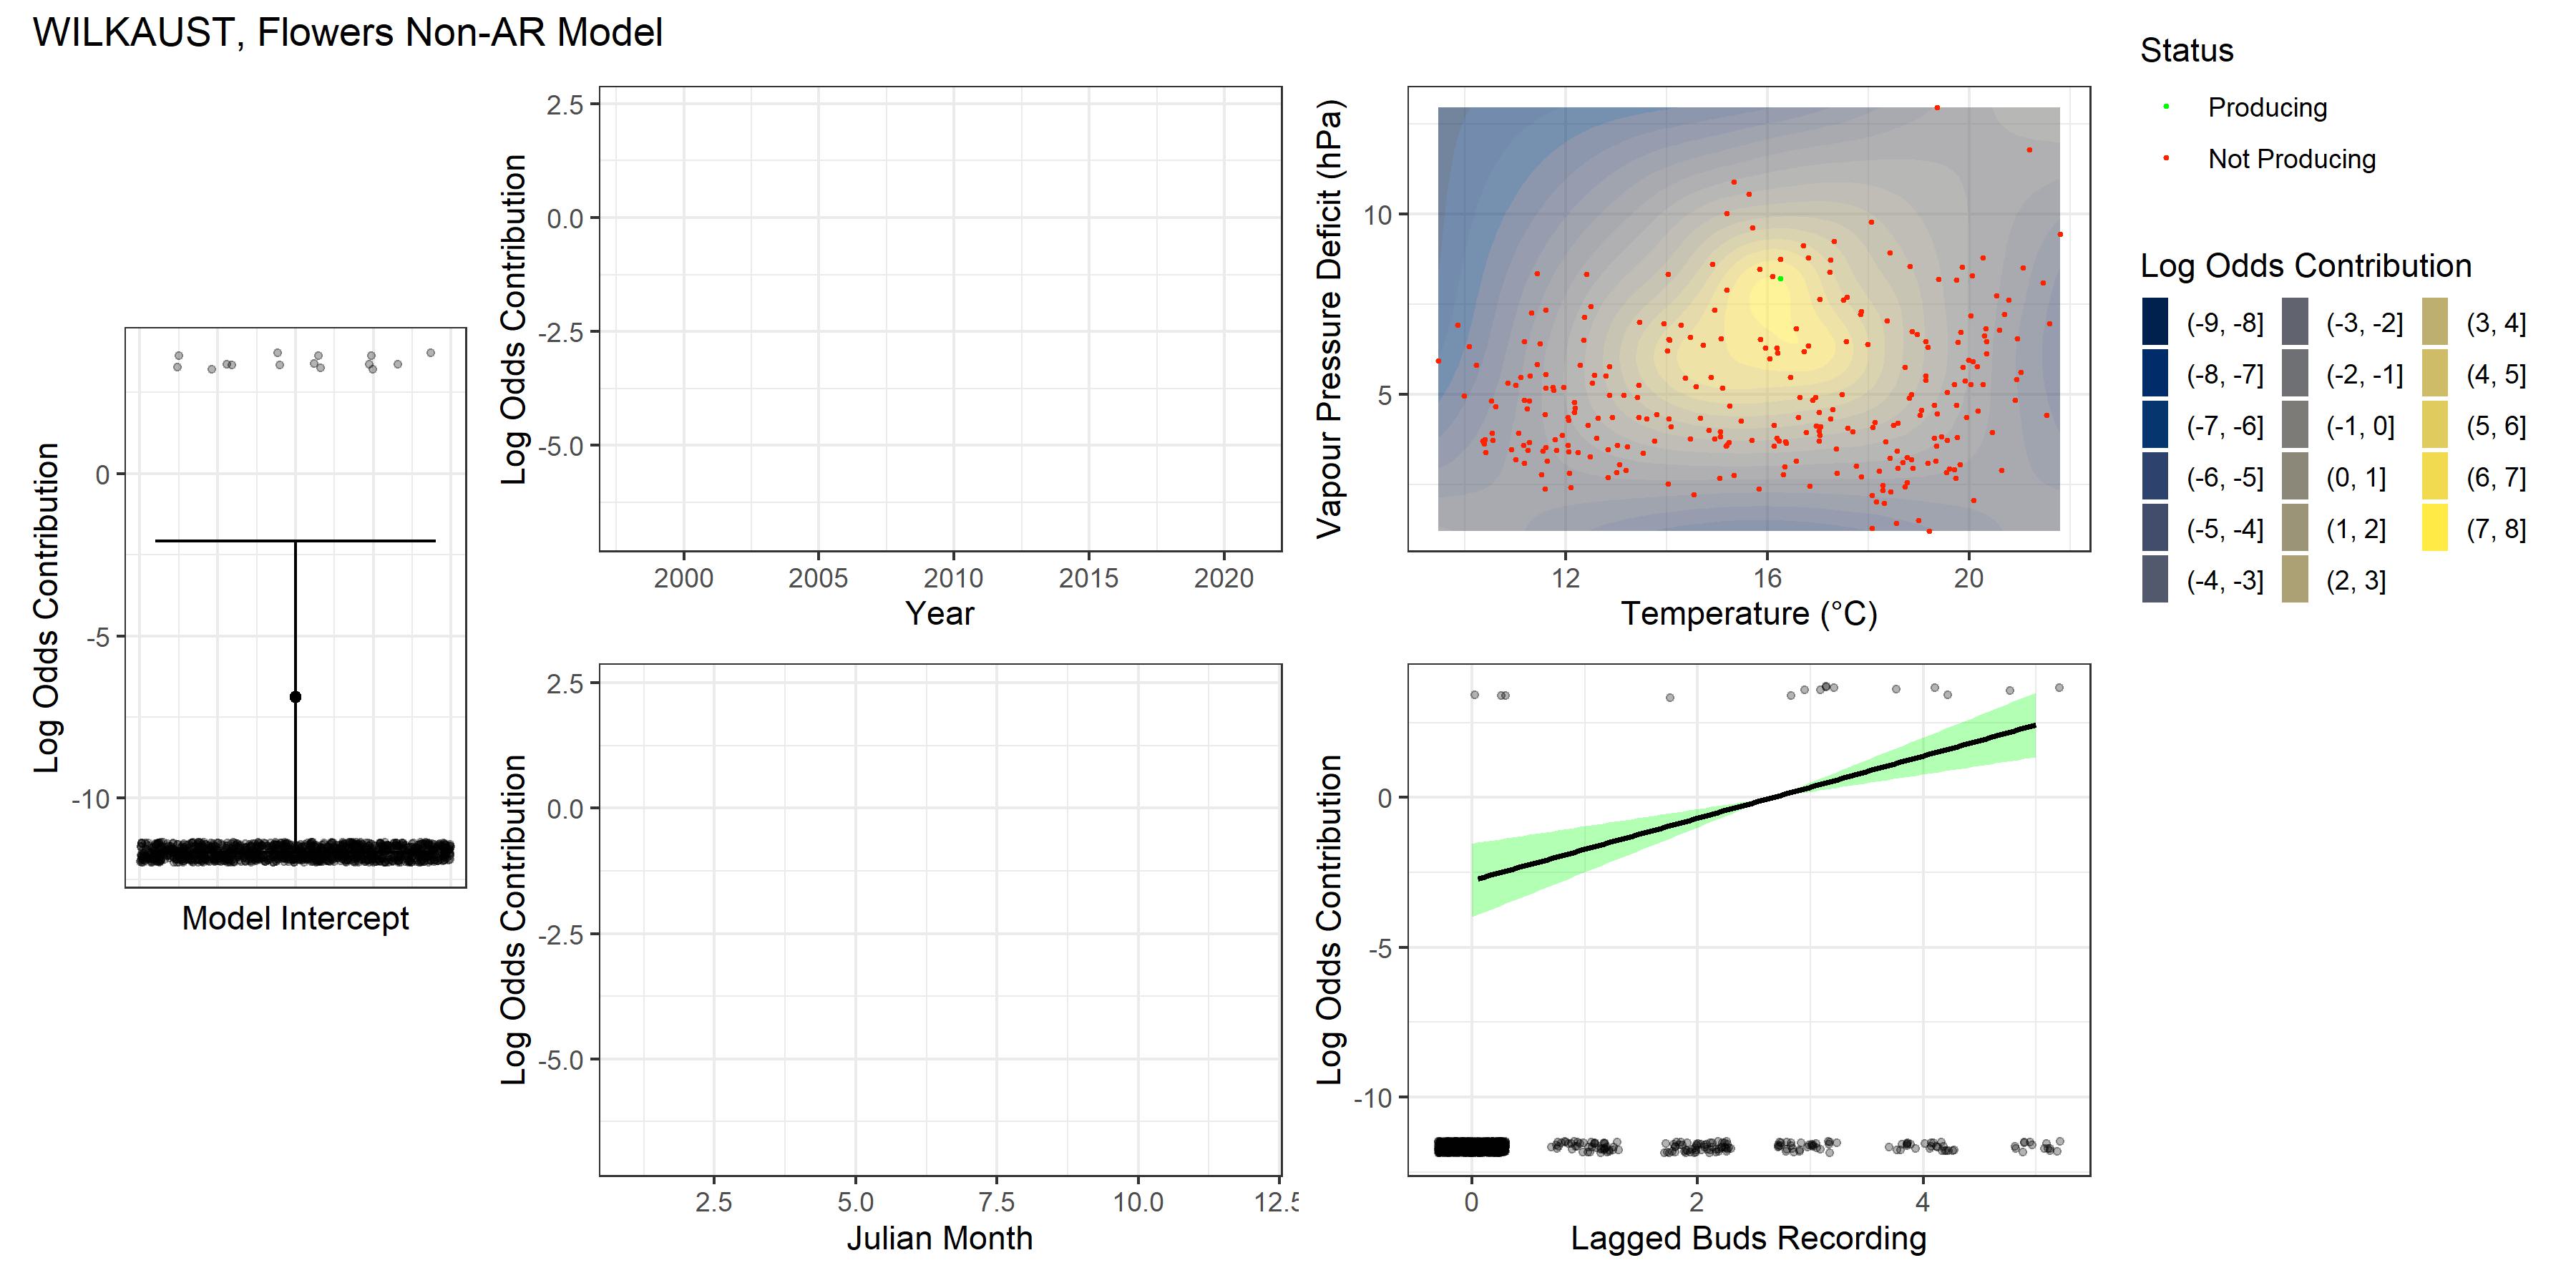 WILKAUST, Flowers Non-AR Model
Log Odds Contribution
0
-5
-10
Model Intercept
Log Odds Contribution
2.5
0.0
-2.5
-5.0
2000 2005 2010 2015 2020
Year
Vapour Pressure Deficit (hPa)
10
5
12 16 20
Temperature (°C)
Status
Producing
Not Producing
Log Odds Contribution
(-9, -8] (-3, -2] (3, 4]
(-8, -7] (-2, -1] (4, 5]
(-7, -6] (-1, 0] (5, 6]
(-6, -5] (0, 1] (6, 7]
(-5, -4] (1, 2] (7, 8]
(-4, -3] (2, 3]
Log Odds Contribution
2.5
0.0
-2.5
-5.0
2.5 5.0 7.5 10.0 12.5
Julian Month
Log Odds Contribution
0
-5
-10
0 2 4
Lagged Buds Recording